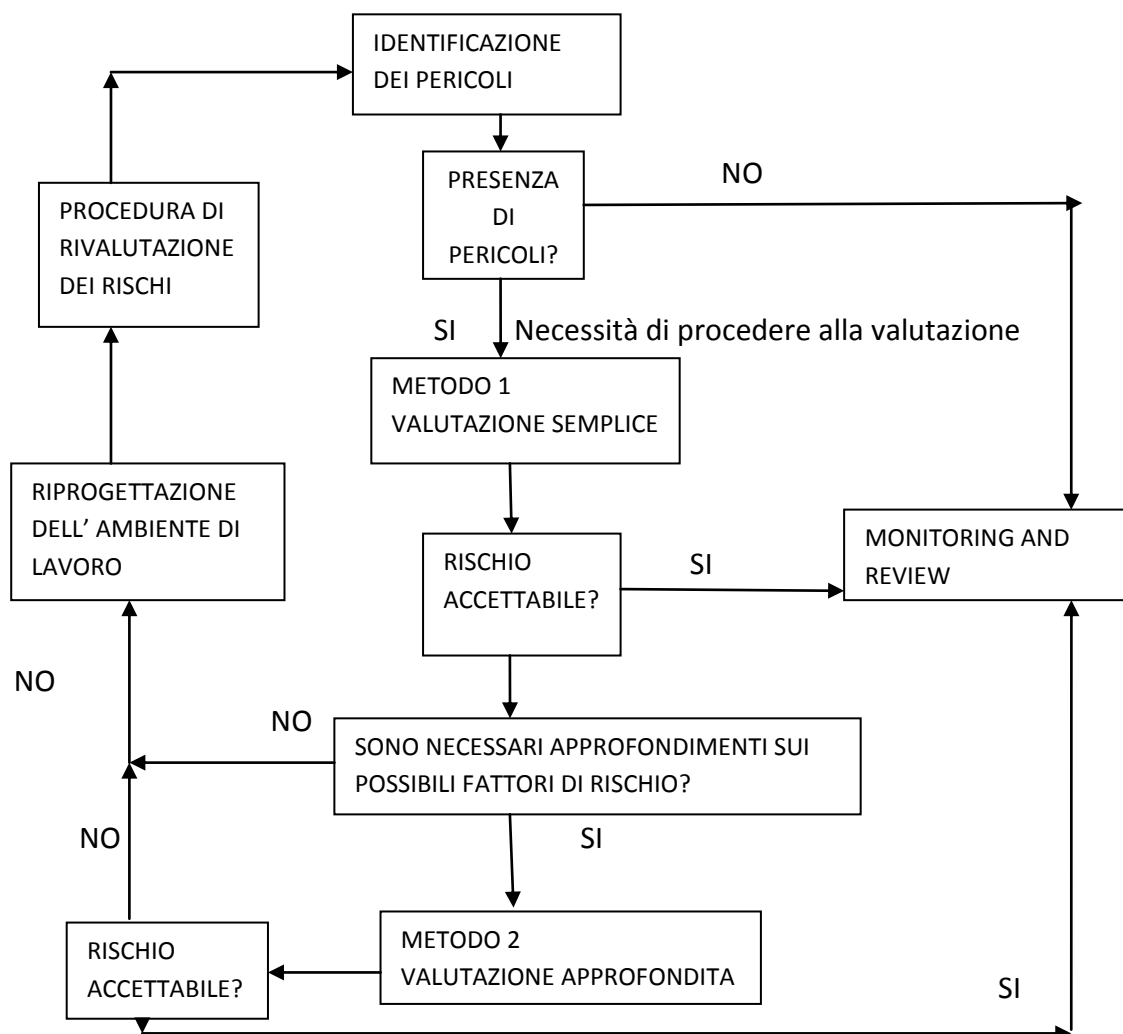 IDENTIFICAZIONE
DEI PERICOLI
PRESENZA
DI
PERICOLI?
NO
PROCEDURA DI
RIVALUTAZIONE
DEI RISCHI
SI
Necessità di procedere alla valutazione
METODO 1
VALUTAZIONE SEMPLICE
RIPROGETTAZIONE
DELL’ AMBIENTE DI
LAVORO
RISCHIO
ACCETTABILE?
SI
MONITORING AND
REVIEW
NO
NO
SONO NECESSARI APPROFONDIMENTI SUI
POSSIBILI FATTORI DI RISCHIO?
NO
SI
RISCHIO
ACCETTABILE?
METODO 2
VALUTAZIONE APPROFONDITA
SI